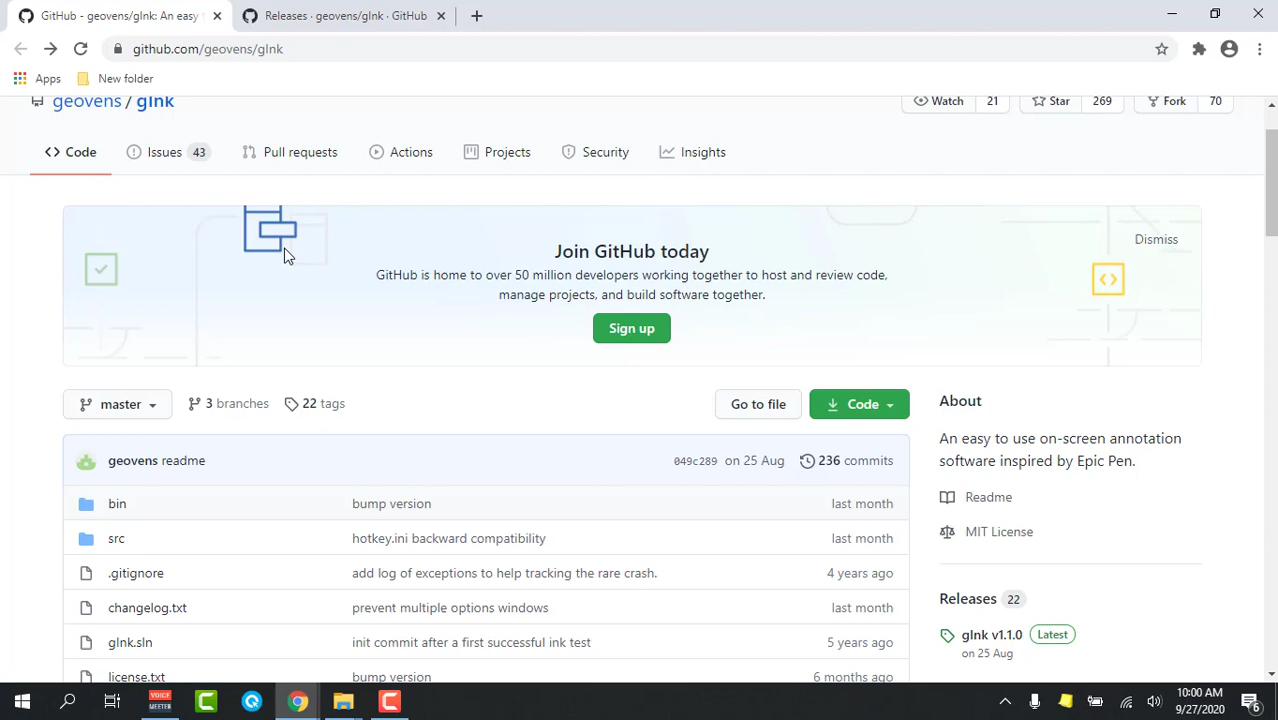 GitHub - geovens/gInk: An easy
Releases · geovens/gInk · GitHub
github.com/geovens/gInk
Apps
New folder
geovens / gInk
Watch 21
Star 269
Fork 70
Code
Issues 43
Pull requests
Actions
Projects
Security
Insights
Join GitHub today
Dismiss
GitHub is home to over 50 million developers working together to host and review code,
manage projects, and build software together.
Sign up
master
3 branches
22 tags
Go to file
Code
geovens readme 049c289 on 25 Aug 236 commits
bin bump version last month
src hotkey.ini backward compatibility last month
.gitignore add log of exceptions to help tracking the rare crash. 4 years ago
changelog.txt prevent multiple options windows last month
gInk.sln init commit after a first successful ink test 5 years ago
license.txt bump version 6 months ago
About
An easy to use on-screen annotation
software inspired by Epic Pen.
Readme
MIT License
Releases 22
gInk v1.1.0 Latest
on 25 Aug
VOICE
MEETER
10:00 AM
9/27/2020
6